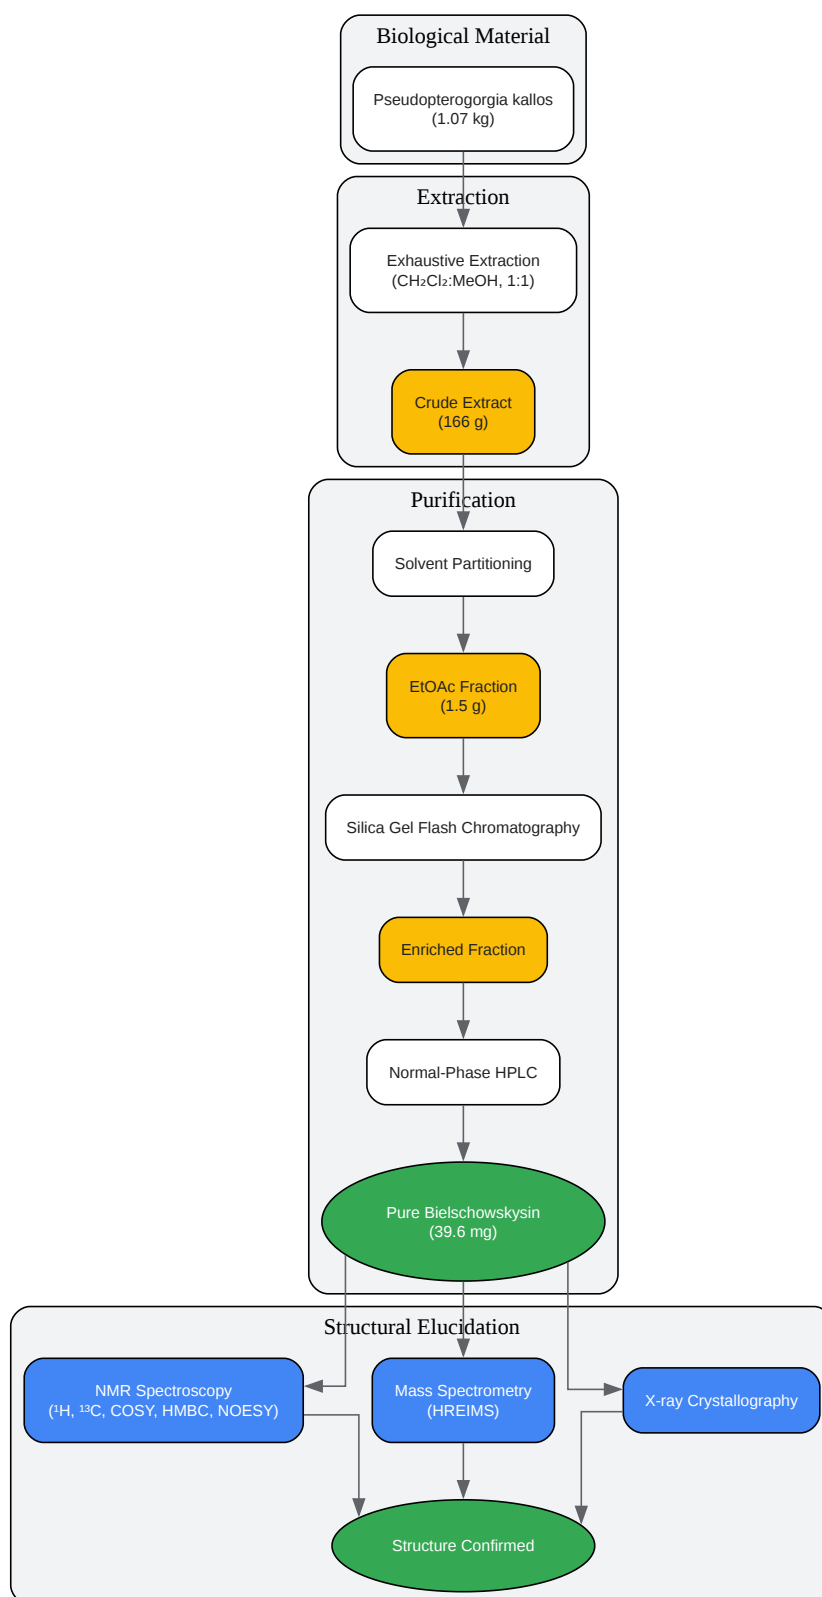 Biological Material
Pseudopterogorgia kallos
(1.07 kg)
Extraction
Exhaustive Extraction
(CH₂Cl₂:MeOH, 1:1)
Crude Extract
(166 g)
Purification
Solvent Partitioning
EtOAc Fraction
(1.5 g)
Silica Gel Flash Chromatography
Enriched Fraction
Normal-Phase HPLC
Pure Bielschowskysin
(39.6 mg)
Structural Elucidation
NMR Spectroscopy
(¹H, ¹³C, COSY, HMBC, NOESY)
Mass Spectrometry
(HREIMS)
X-ray Crystallography
Structure Confirmed